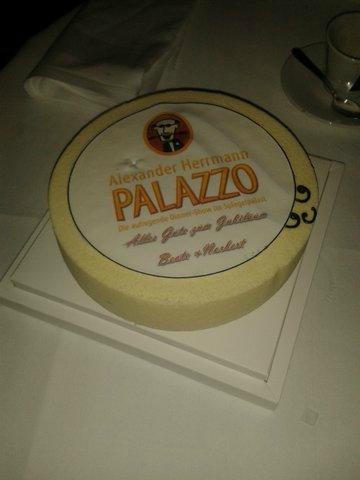 Alexander Herrmann
PALAZZO
Die aufregende Dinner-Show im Spiegelpalast
Alles Gute zum Jubiläum
Beate & Norbert